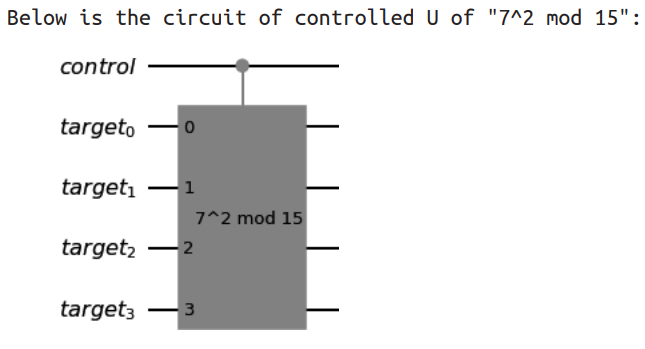 Below is the circuit of controlled U of "7^2 mod 15":
control
target₀
0
target₁
1
7^2 mod 15
target₂
2
target₃
3